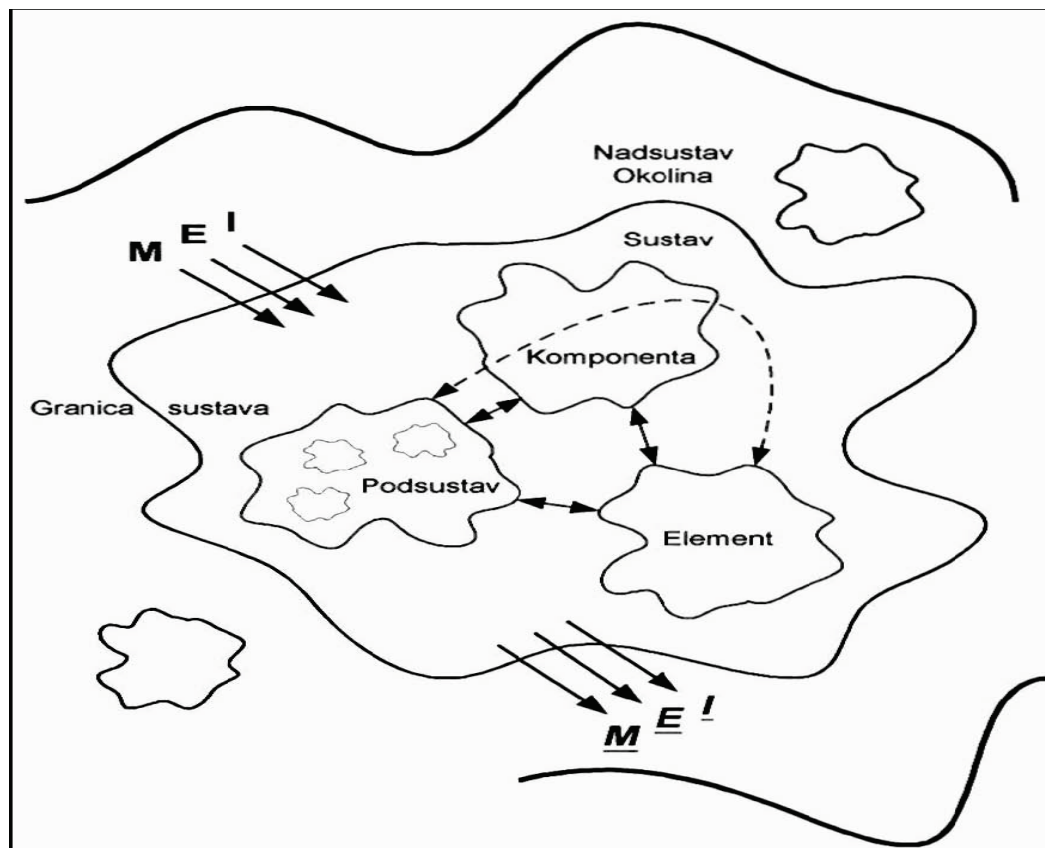 Nadsustav
Okolina
M E I
Sustav
Komponenta
Granica sustava
Podsustav
Element
M E I